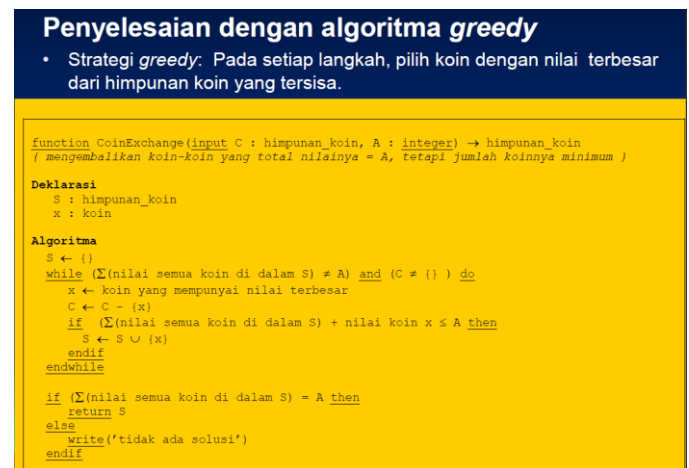 Penyelesaian dengan algoritma greedy
• Strategi greedy: Pada setiap langkah, pilih koin dengan nilai terbesar
dari himpunan koin yang tersisa.
function CoinExchange(input C : himpunan_koin, A : integer) → himpunan_koin
{ mengembalikan koin-koin yang total nilainya = A, tetapi jumlah koinnya minimum }
Deklarasi
S : himpunan_koin
x : koin
Algoritma
S ← {}
while (Σ(nilai semua koin di dalam S) ≠ A) and (C ≠ {} ) do
x ← koin yang mempunyai nilai terbesar
C ← C - {x}
if (Σ(nilai semua koin di dalam S) + nilai koin x ≤ A then
S ← S ∪ {x}
endif
endwhile
if (Σ(nilai semua koin di dalam S) = A then
return S
else
write('tidak ada solusi')
endif